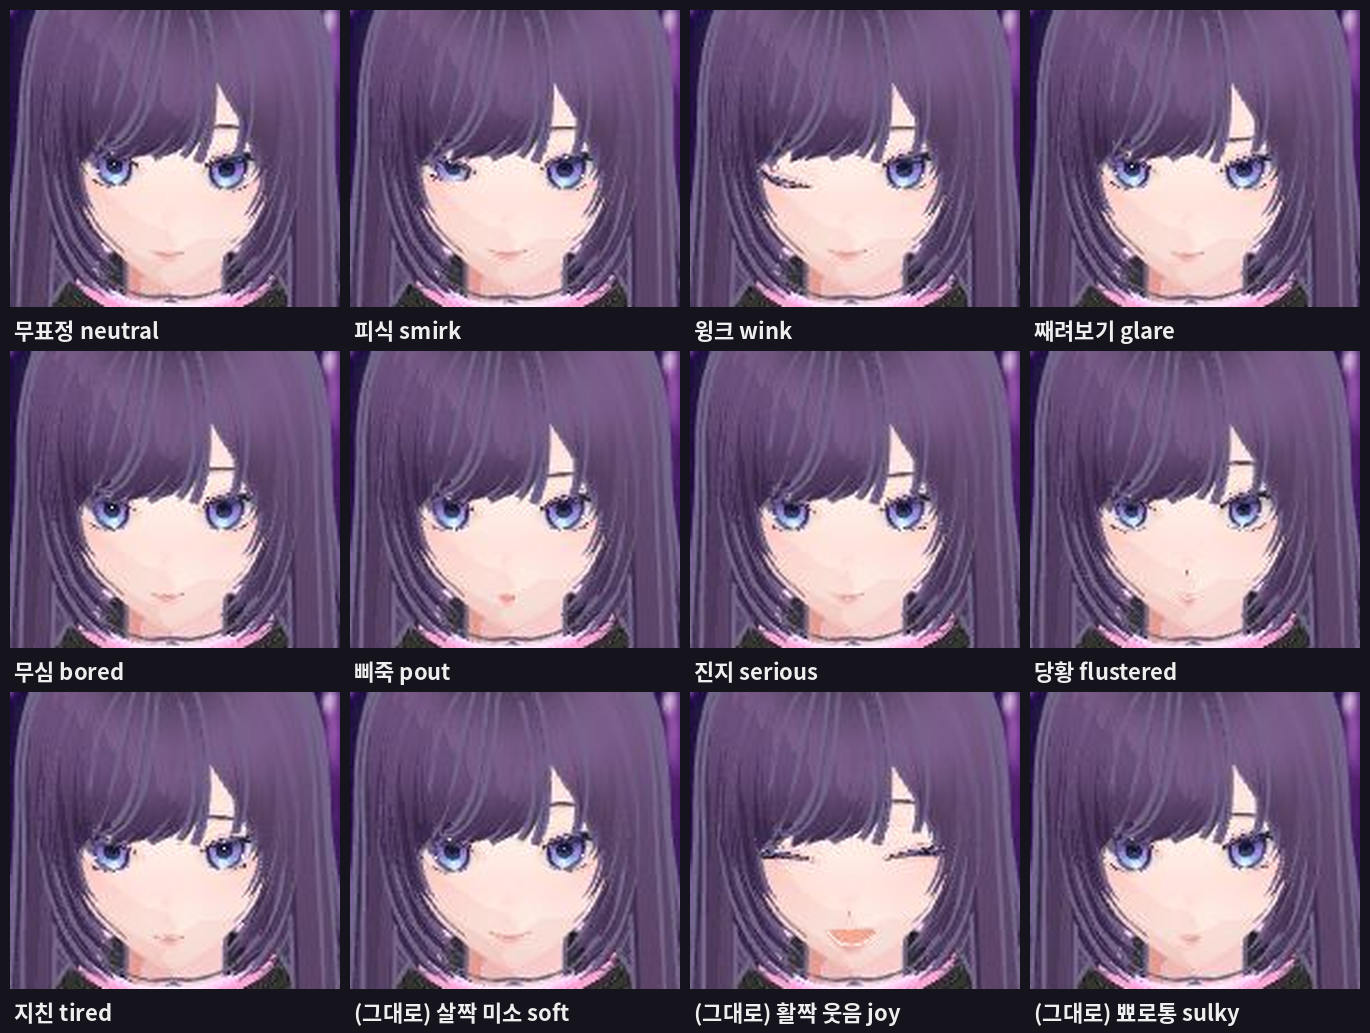 무표정 neutral
피식 smirk
윙크 wink
째려보기 glare
무심 bored
삐죽 pout
진지 serious
당황 flustered
지친 tired
(그대로) 살짝 미소 soft
(그대로) 활짝 웃음 joy
(그대로) 뾰로통 sulky